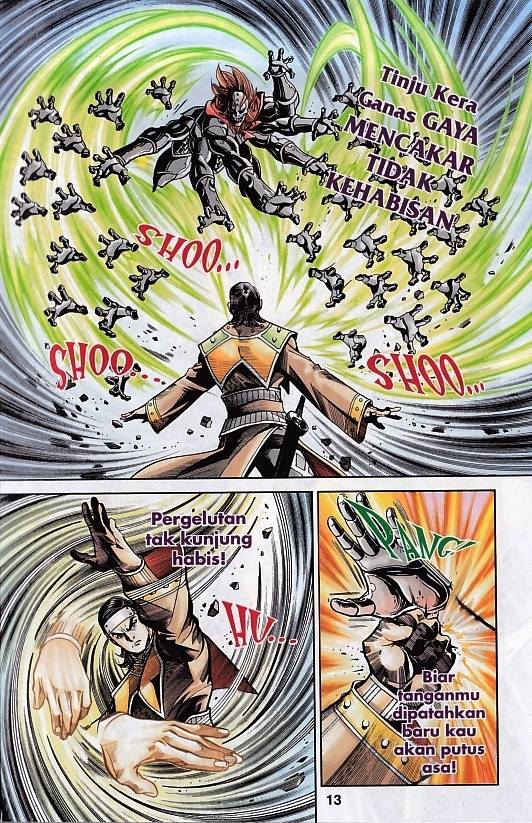 Tinju Kera
Ganas GAYA
MENCAKAR
TIDAK
KEHABISAN
SHOO...
SHOO...
SHOO...
Pergelutan
tak kunjung
habis!
HU...
PANG!
Biar
tanganmu
dipatahkan
baru kau
akan putus
asa!
13